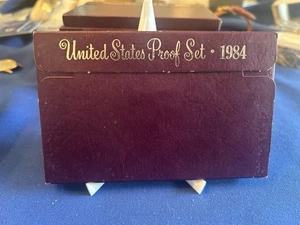 United States Proof Set • 1984